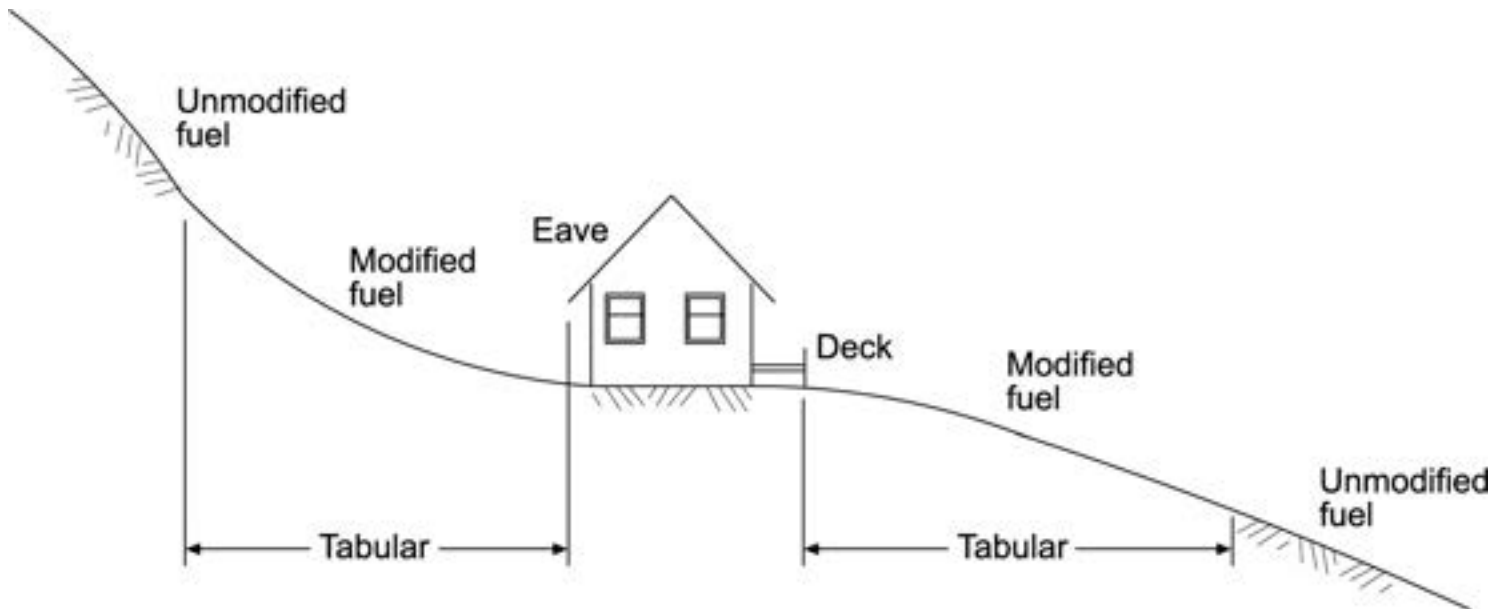 Unmodified
fuel
Eave
Modified
fuel
Deck
Modified
fuel
Unmodified
fuel
Tabular
Tabular